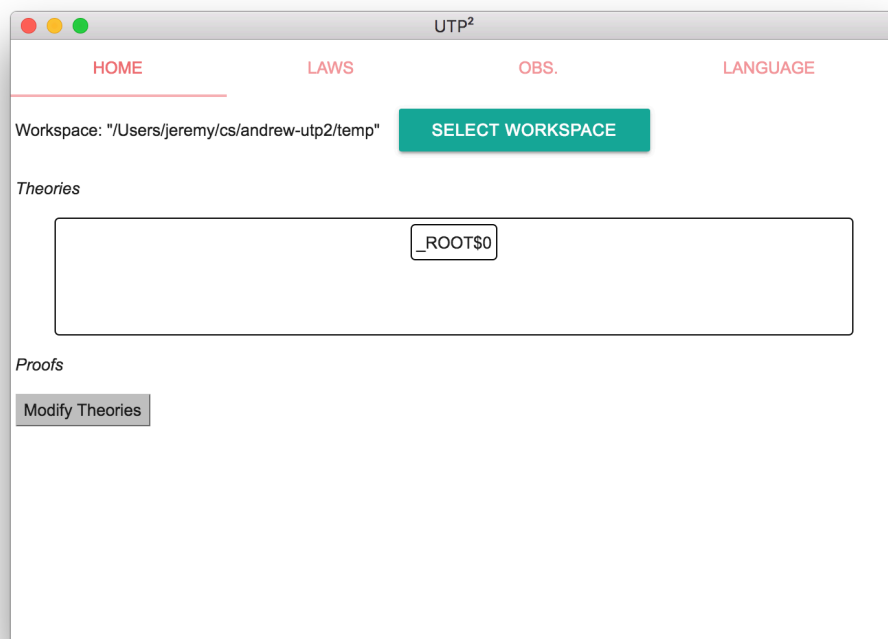 UTP²
HOME LAWS OBS. LANGUAGE
Workspace: "/Users/jeremy/cs/andrew-utp2/temp" SELECT WORKSPACE
Theories
_ROOT$0
Proofs
Modify Theories